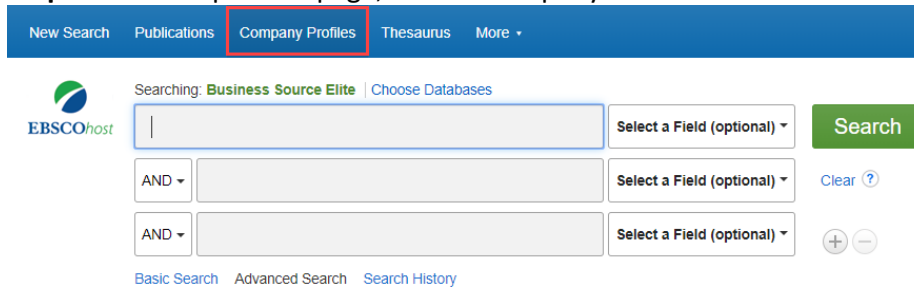 New Search Publications Company Profiles Thesaurus More
Searching: Business Source Elite Choose Databases
EBSCOhost
Select a Field (optional)
Search
AND
Select a Field (optional)
Clear ?
AND
Select a Field (optional)
Basic Search Advanced Search Search History